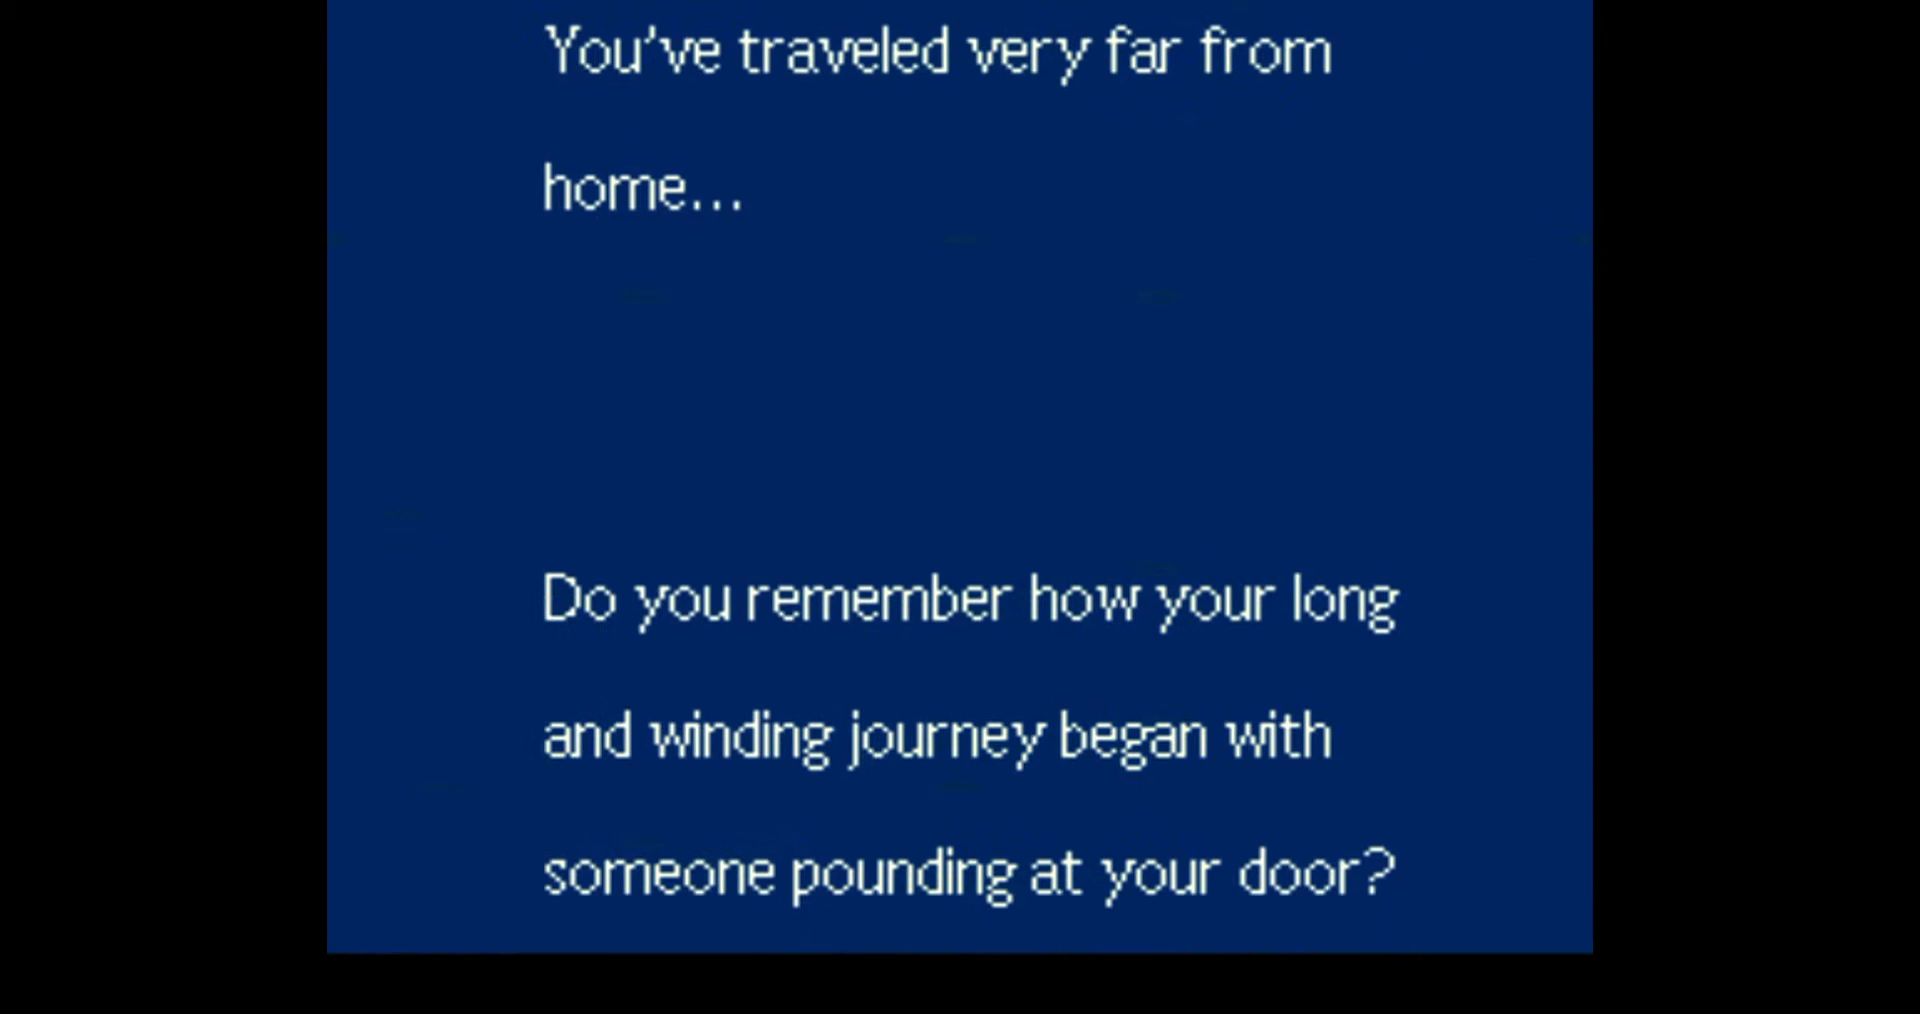 You've traveled very far from
home...
Do you remember how your long
and winding journey began with
someone pounding at your door?